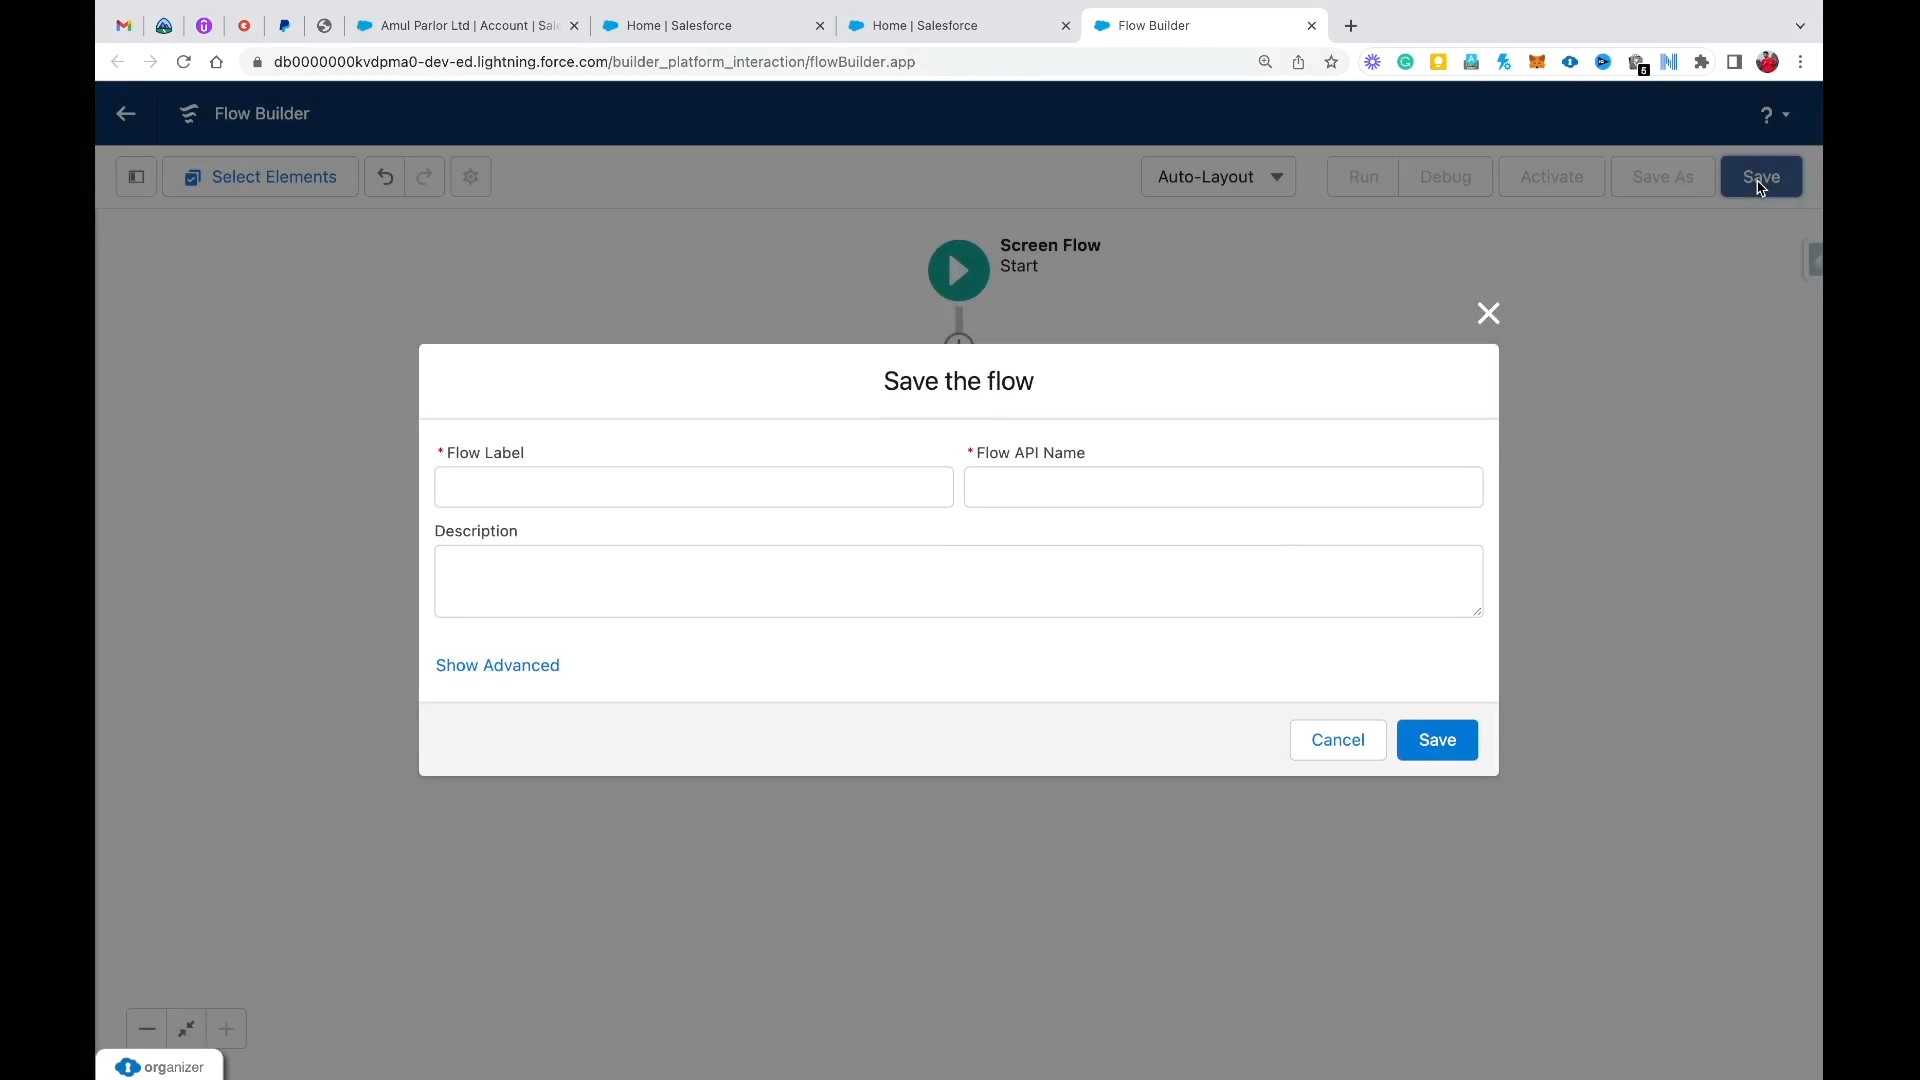 Amul Parlor Ltd | Account | Sale
Home | Salesforce
Home | Salesforce
Flow Builder
db0000000kvdpma0-dev-ed.lightning.force.com/builder_platform_interaction/flowBuilder.app
5
Flow Builder
?
Select Elements
Auto-Layout
Run
Debug
Activate
Save As
Save
Screen Flow
Start
Save the flow
* Flow Label
* Flow API Name
Description
Show Advanced
Cancel
Save
organizer